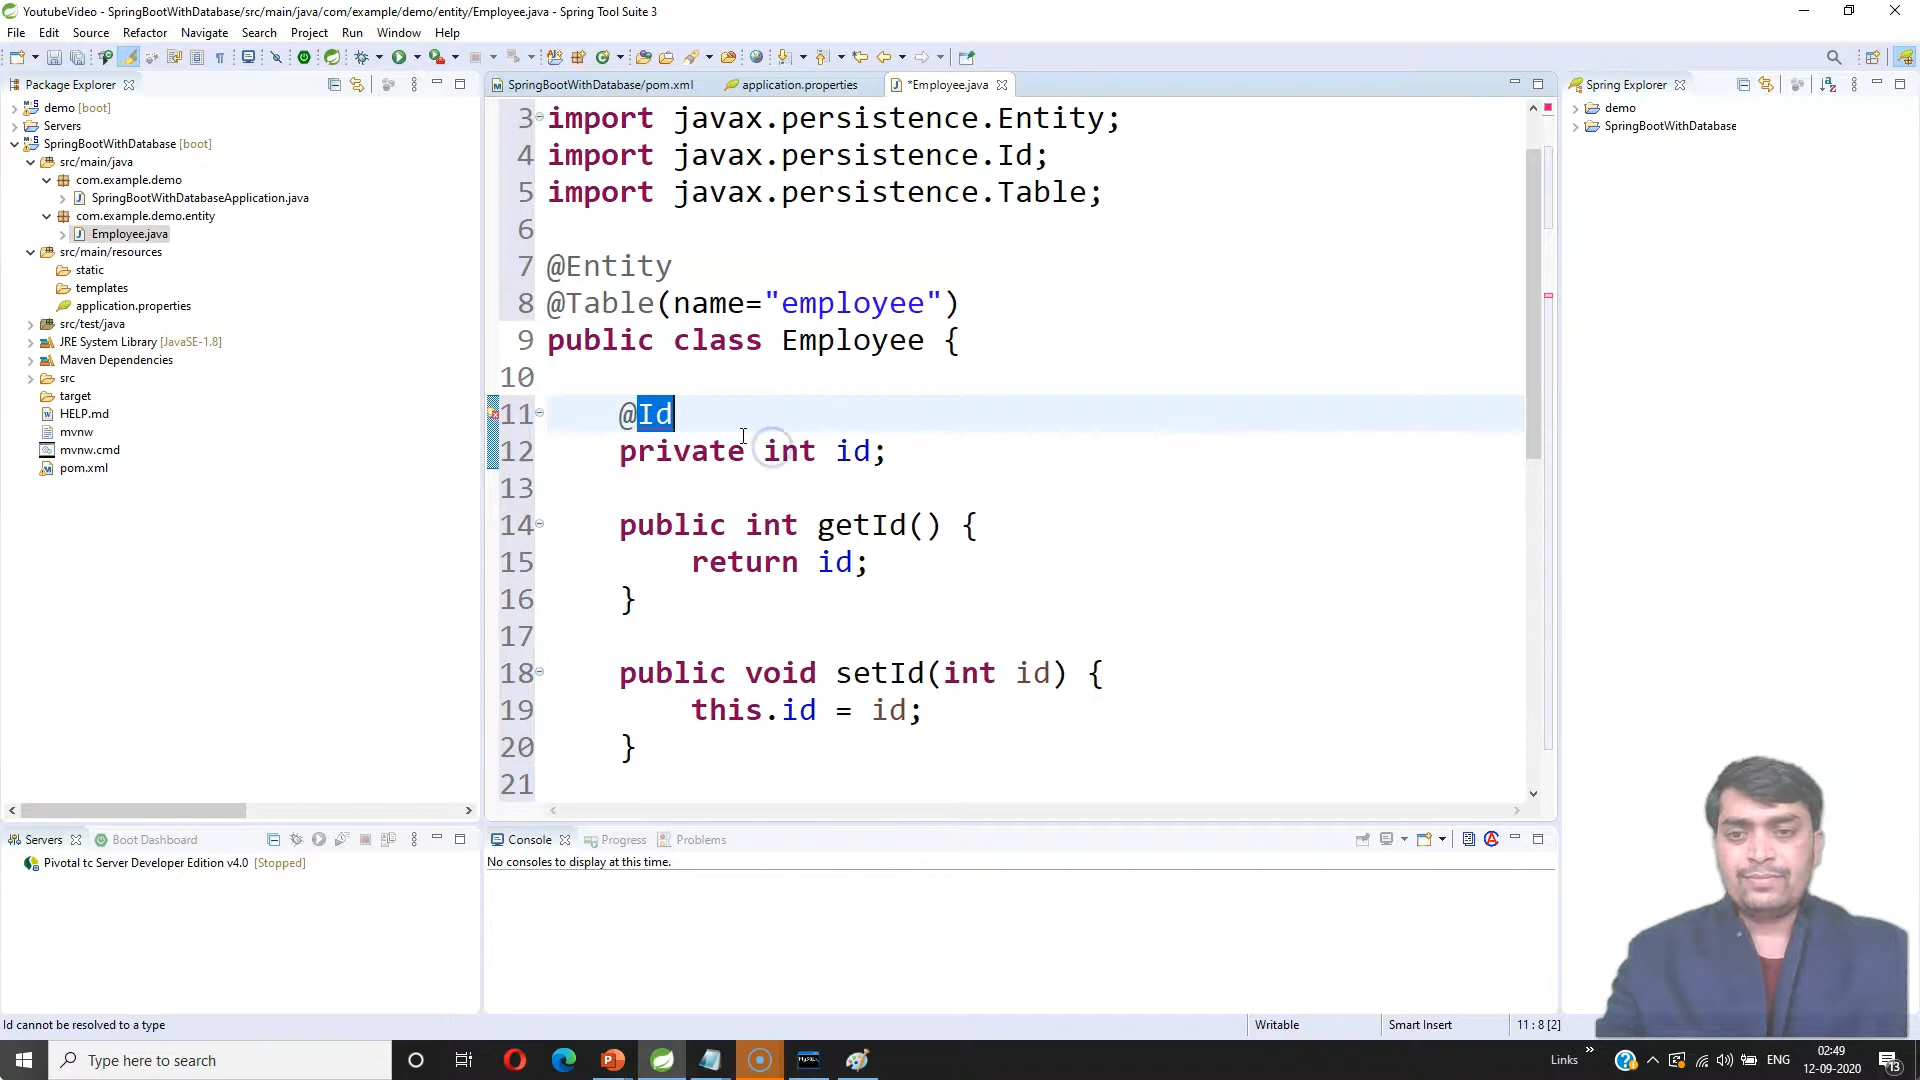 YoutubeVideo - SpringBootWithDatabase/src/main/java/com/example/demo/entity/Employee.java - Spring Tool Suite 3
File Edit Source Refactor Navigate Search Project Run Window Help
Package Explorer
demo [boot]
Servers
SpringBootWithDatabase [boot]
src/main/java
com.example.demo
SpringBootWithDatabaseApplication.java
com.example.demo.entity
Employee.java
src/main/resources
static
templates
application.properties
src/test/java
JRE System Library [JavaSE-1.8]
Maven Dependencies
src
target
HELP.md
mvnw
mvnw.cmd
pom.xml
SpringBootWithDatabase/pom.xml application.properties *Employee.java
3 import javax.persistence.Entity;
4 import javax.persistence.Id;
5 import javax.persistence.Table;
6
7 @Entity
8 @Table(name="employee")
9 public class Employee {
10
11 @Id
12 private int id;
13
14 public int getId() {
15 return id;
16 }
17
18 public void setId(int id) {
19 this.id = id;
20 }
21
Spring Explorer
demo
SpringBootWithDatabase
Servers Boot Dashboard
Pivotal tc Server Developer Edition v4.0 [Stopped]
Console Progress Problems
No consoles to display at this time.
Id cannot be resolved to a type Writable Smart Insert 11 : 8 [2]
Type here to search
Links » ENG 02:49
12-09-2020 13